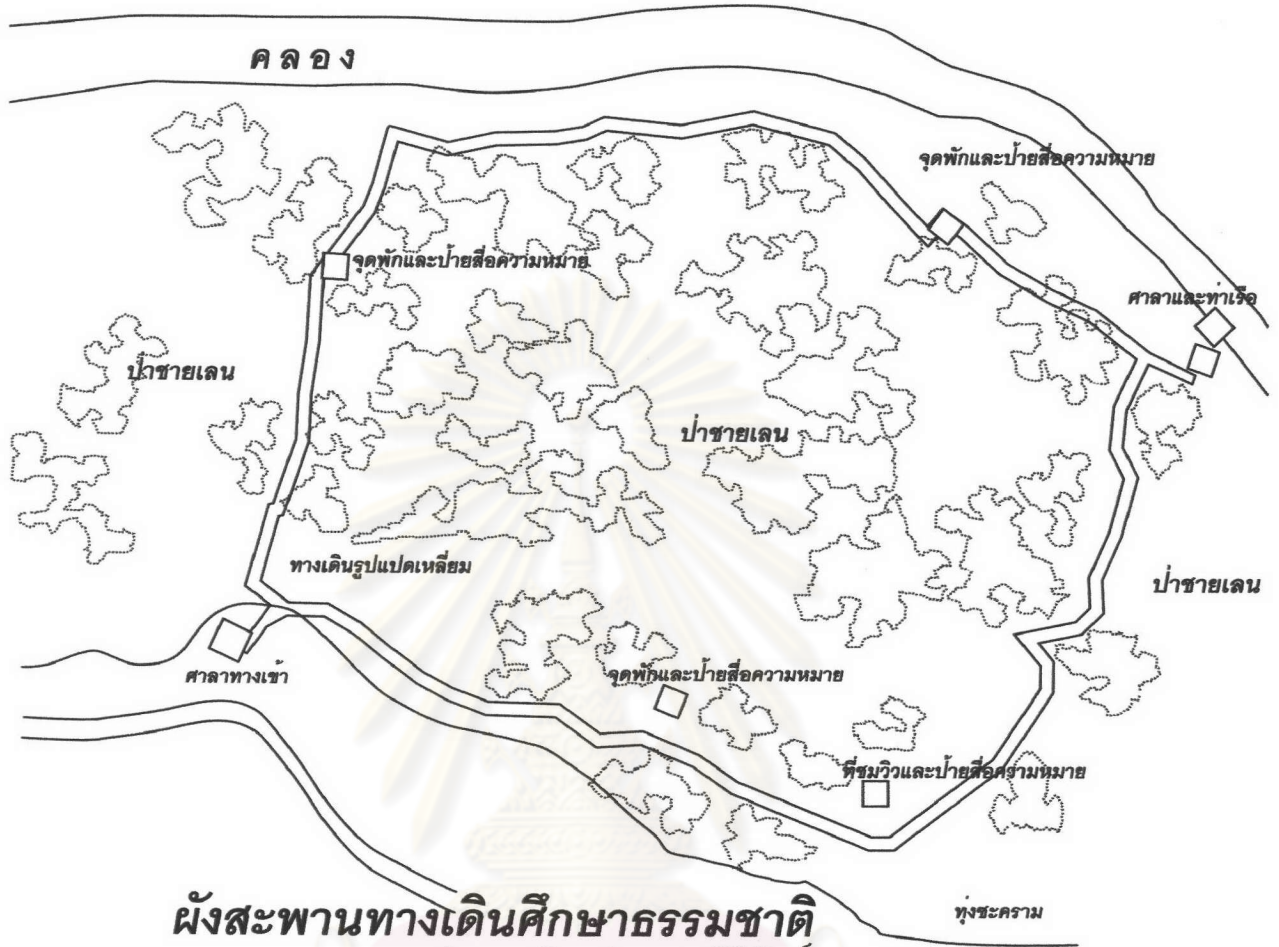 คลอง
จุดพักและป้ายสื่อความหมาย
จุดพักและป้ายสื่อความหมาย
ศาลาและท่าเรือ
ป่าชายเลน
ป่าชายเลน
ทางเดินรูปแปดเหลี่ยม
ป่าชายเลน
ศาลาทางเข้า
จุดพักและป้ายสื่อความหมาย
ที่ชมวิวและป้ายสื่อความหมาย
ผังสะพานทางเดินศึกษาธรรมชาติ
ทุ่งชะคราม